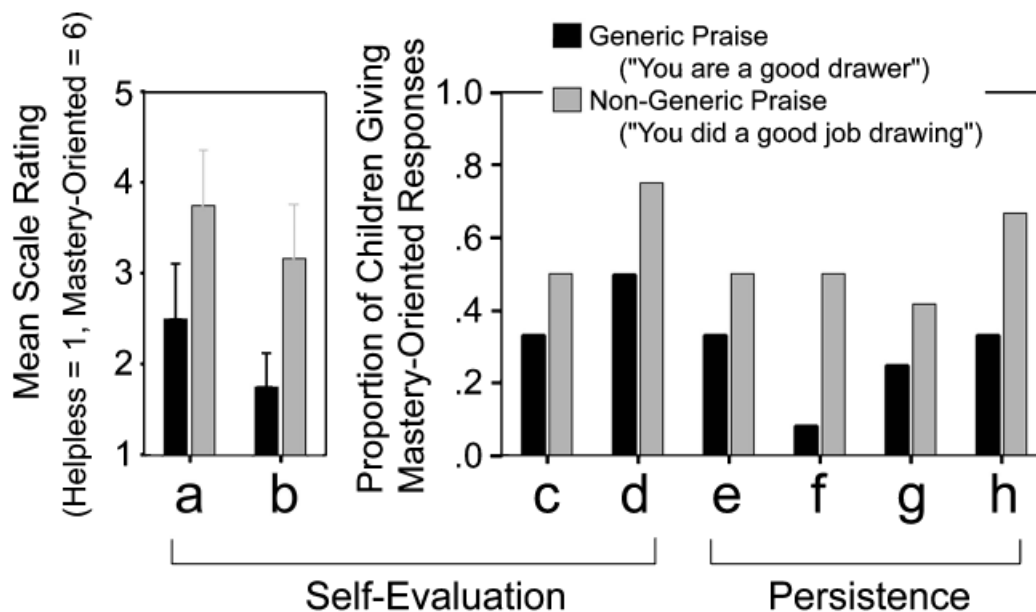 Mean Scale Rating
(Helpless = 1, Mastery-Oriented = 6)
5
4
3
2
1
a b
Proportion of Children Giving
Mastery-Oriented Responses
Generic Praise
("You are a good drawer")
Non-Generic Praise
("You did a good job drawing")
1.0
.8
.6
.4
.2
.0
c d e f g h
Self-Evaluation
Persistence